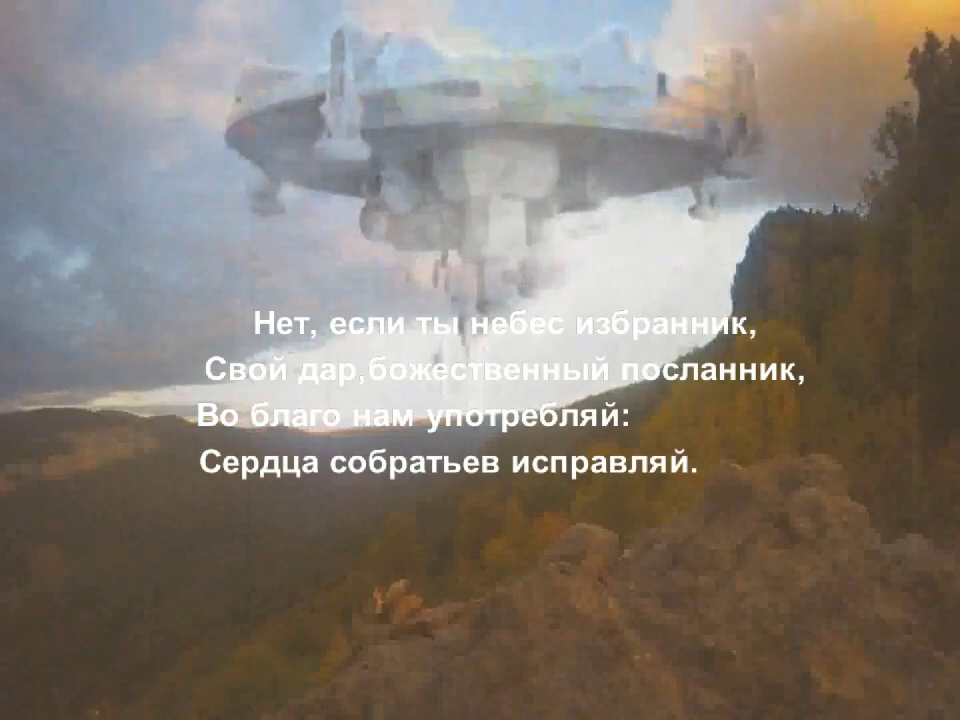 Нет, если ты небес избранник,
Свой дар,божественный посланник,
Во благо нам употребляй:
Сердца собратьев исправляй.